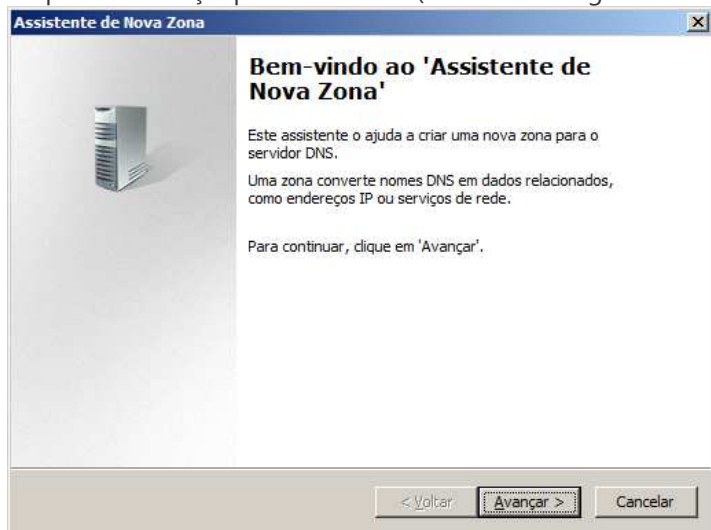 Assistente de Nova Zona
Bem-vindo ao 'Assistente de
Nova Zona'
Este assistente o ajuda a criar uma nova zona para o
servidor DNS.
Uma zona converte nomes DNS em dados relacionados,
como endereços IP ou serviços de rede.
Para continuar, clique em 'Avançar'.
< Voltar
Avançar >
Cancelar